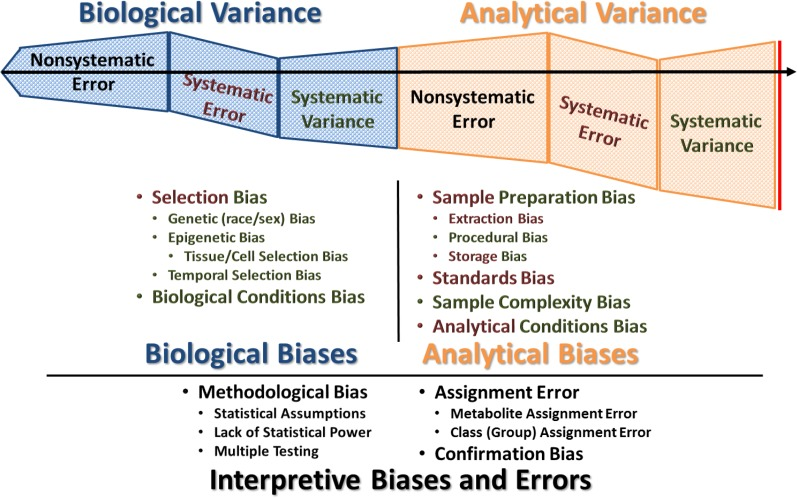 Biological Variance
Analytical Variance
Nonsystematic
Error
Systematic
Error
Systematic
Variance
Nonsystematic
Error
Systematic
Error
Systematic
Variance
• Selection Bias
• Genetic (race/sex) Bias
• Epigenetic Bias
• Tissue/Cell Selection Bias
• Temporal Selection Bias
• Biological Conditions Bias
• Sample Preparation Bias
• Extraction Bias
• Procedural Bias
• Storage Bias
• Standards Bias
• Sample Complexity Bias
• Analytical Conditions Bias
Biological Biases
Analytical Biases
• Methodological Bias
• Statistical Assumptions
• Lack of Statistical Power
• Multiple Testing
• Assignment Error
• Metabolite Assignment Error
• Class (Group) Assignment Error
• Confirmation Bias
Interpretive Biases and Errors